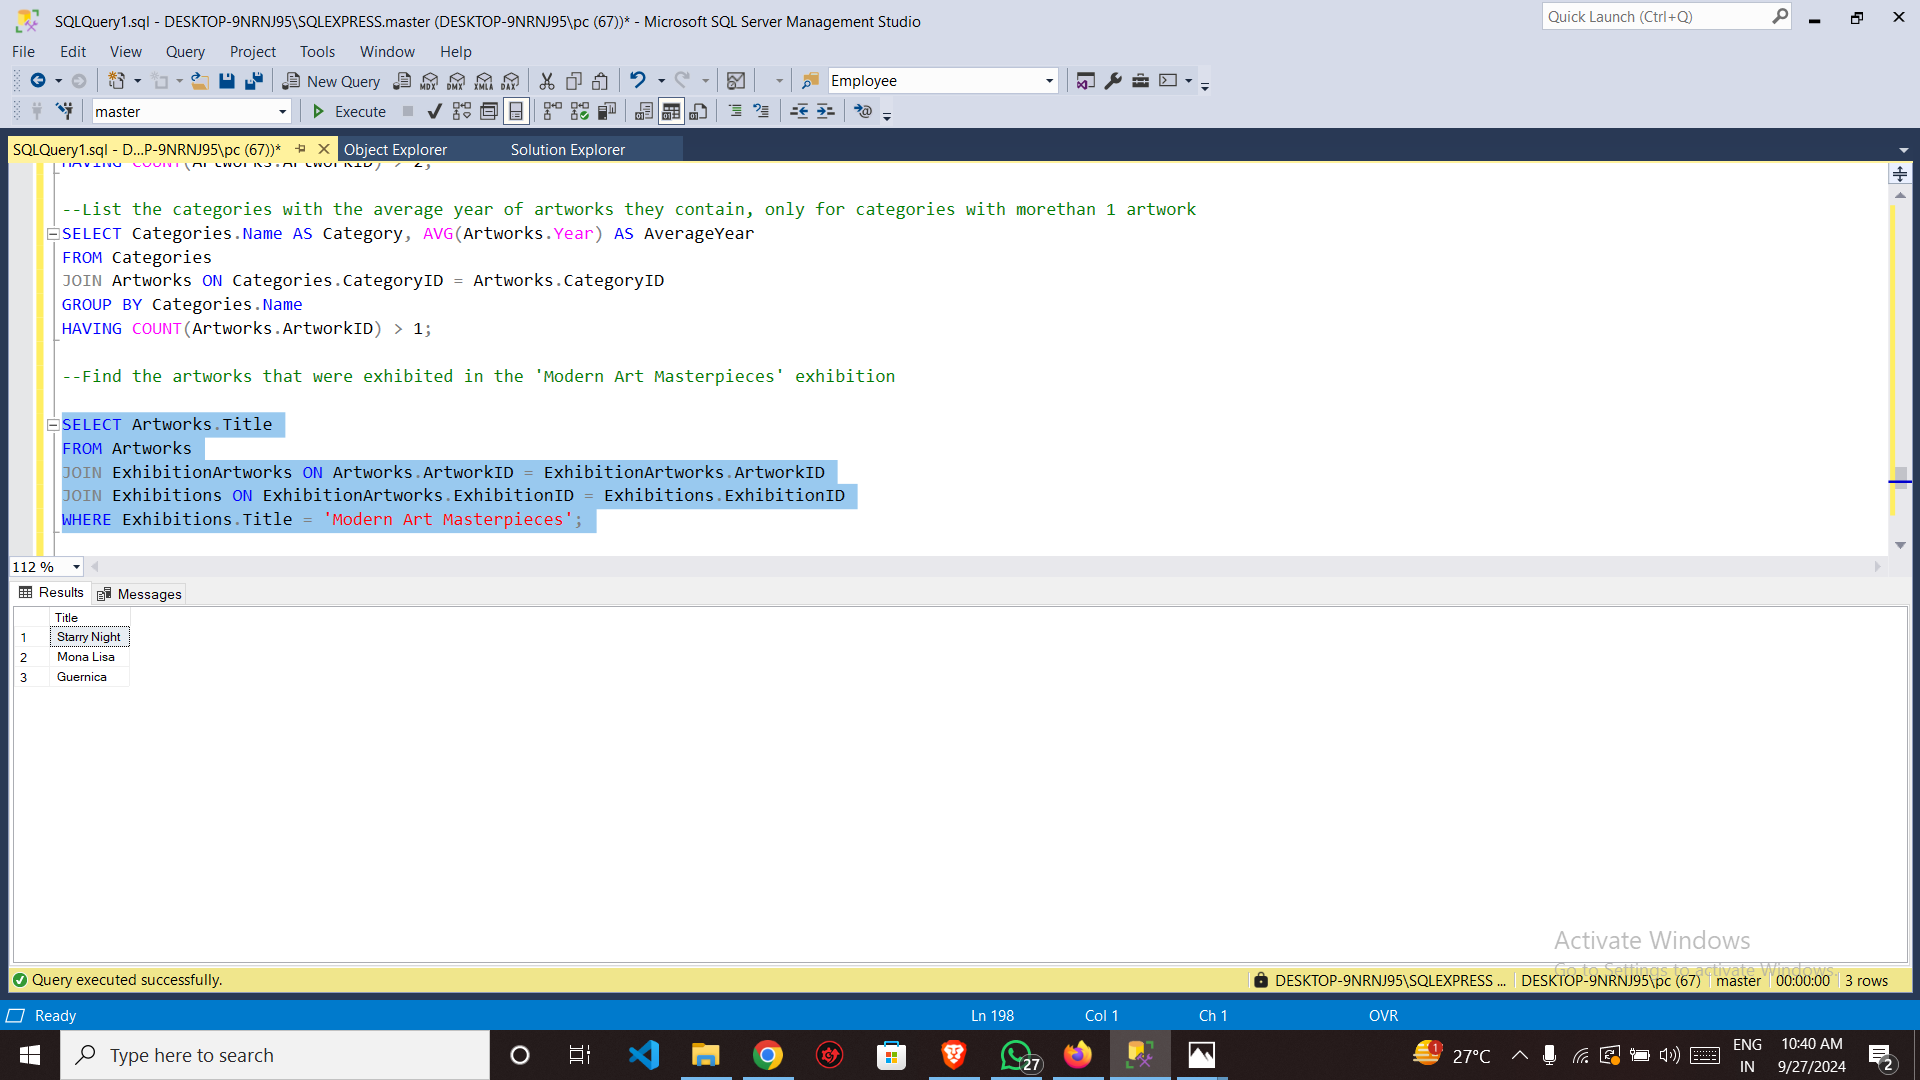 SQLQuery1.sql - DESKTOP-9NRNJ95\SQLEXPRESS.master (DESKTOP-9NRNJ95\pc (67))* - Microsoft SQL Server Management Studio
Quick Launch (Ctrl+Q)
File Edit View Query Project Tools Window Help
New Query MDX DMX XMLA DAX Employee
master Execute
SQLQuery1.sql - D...P-9NRNJ95\pc (67))* Object Explorer Solution Explorer
HAVING COUNT(Artworks.ArtworkID) > 2;
--List the categories with the average year of artworks they contain, only for categories with morethan 1 artwork
SELECT Categories.Name AS Category, AVG(Artworks.Year) AS AverageYear
FROM Categories
JOIN Artworks ON Categories.CategoryID = Artworks.CategoryID
GROUP BY Categories.Name
HAVING COUNT(Artworks.ArtworkID) > 1;
--Find the artworks that were exhibited in the 'Modern Art Masterpieces' exhibition
SELECT Artworks.Title
FROM Artworks
JOIN ExhibitionArtworks ON Artworks.ArtworkID = ExhibitionArtworks.ArtworkID
JOIN Exhibitions ON ExhibitionArtworks.ExhibitionID = Exhibitions.ExhibitionID
WHERE Exhibitions.Title = 'Modern Art Masterpieces';
112 %
Results Messages
Title
1 Starry Night
2 Mona Lisa
3 Guernica
Activate Windows
Go to Settings to activate Windows.
Query executed successfully. DESKTOP-9NRNJ95\SQLEXPRESS ... DESKTOP-9NRNJ95\pc (67) master 00:00:00 3 rows
Ready Ln 198 Col 1 Ch 1 OVR
Type here to search 27 1 27°C ENG IN 10:40 AM 9/27/2024 2